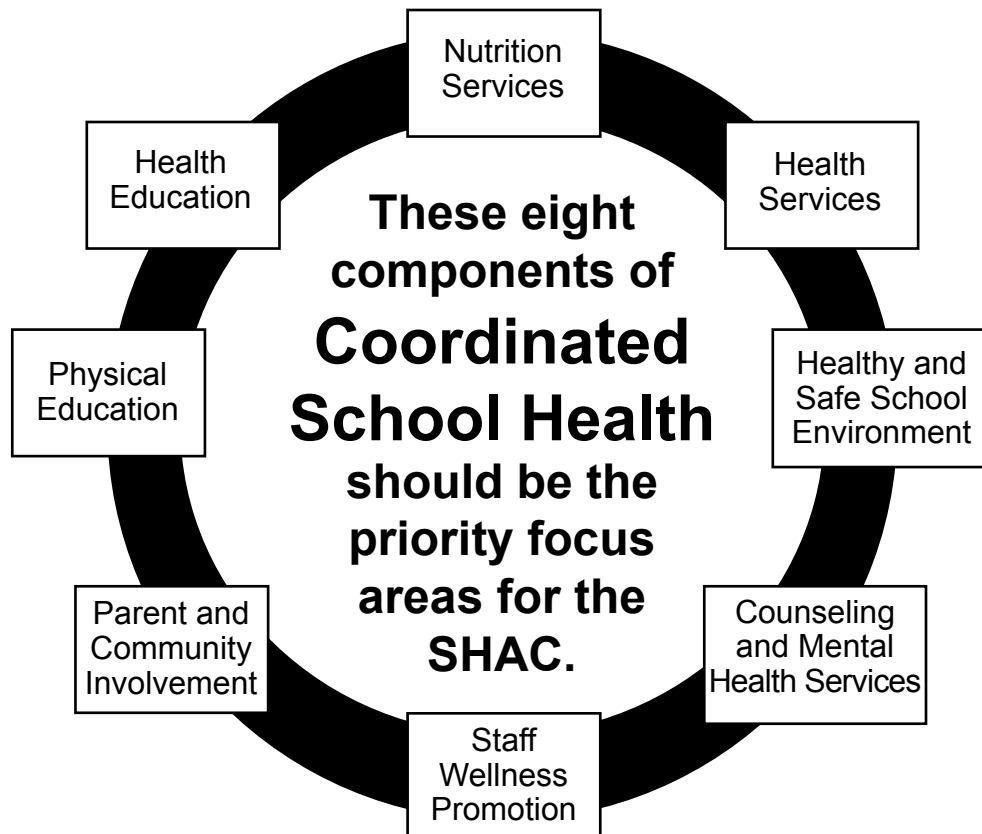 Nutrition
Services
Health
Education
Health
Services
These eight
components of
Coordinated
School Health
should be the
priority focus
areas for the
SHAC.
Physical
Education
Healthy and
Safe School
Environment
Parent and
Community
Involvement
Counseling
and Mental
Health Services
Staff
Wellness
Promotion